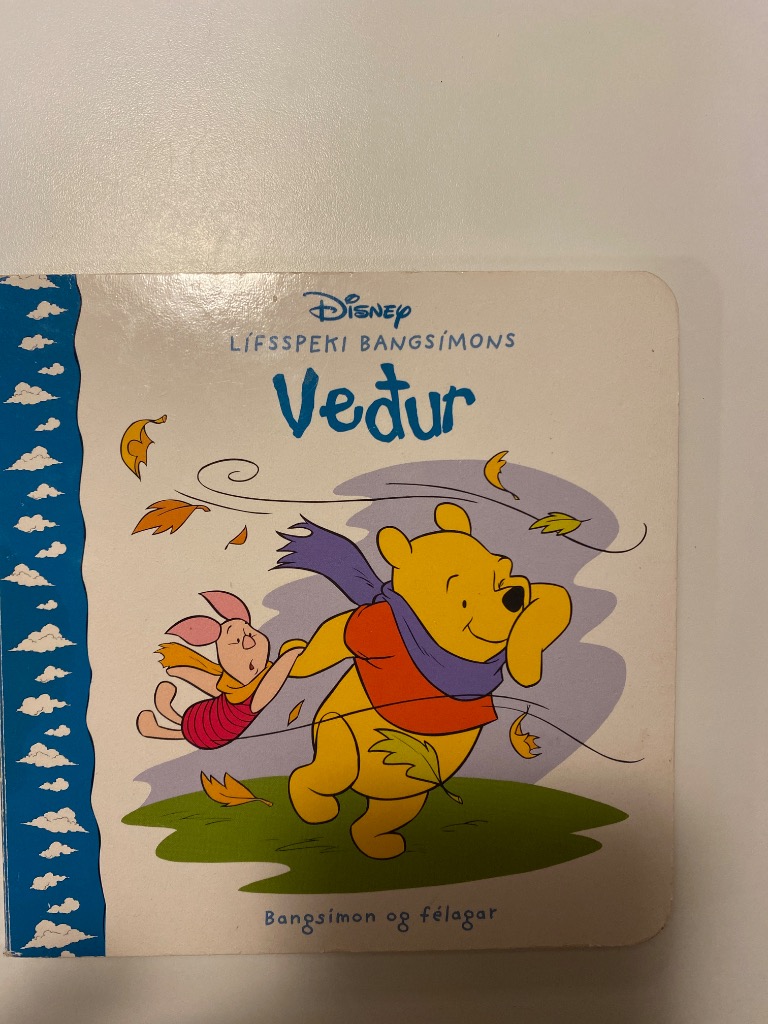 Disney
LÍFSSPEKI BANGSÍMONS
Veður
Bangsímon og félagar